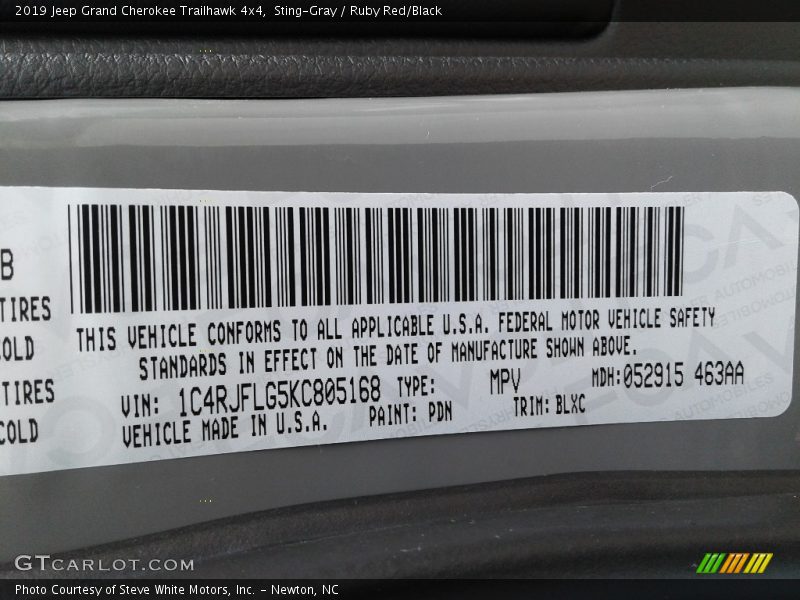 2019 Jeep Grand Cherokee Trailhawk 4x4,  Sting-Gray / Ruby Red/Black
B
TIRES
COLD
TIRES
COLD
THIS VEHICLE CONFORMS TO ALL APPLICABLE U.S.A. FEDERAL MOTOR VEHICLE SAFETY
STANDARDS IN EFFECT ON THE DATE OF MANUFACTURE SHOWN ABOVE.
VIN: 1C4RJFLG5KC805168 TYPE: MPV MDH:052915 463AA
VEHICLE MADE IN U.S.A. PAINT: PDN TRIM: BLXC
GTCARLOT.COM
Photo Courtesy of Steve White Motors, Inc. - Newton, NC